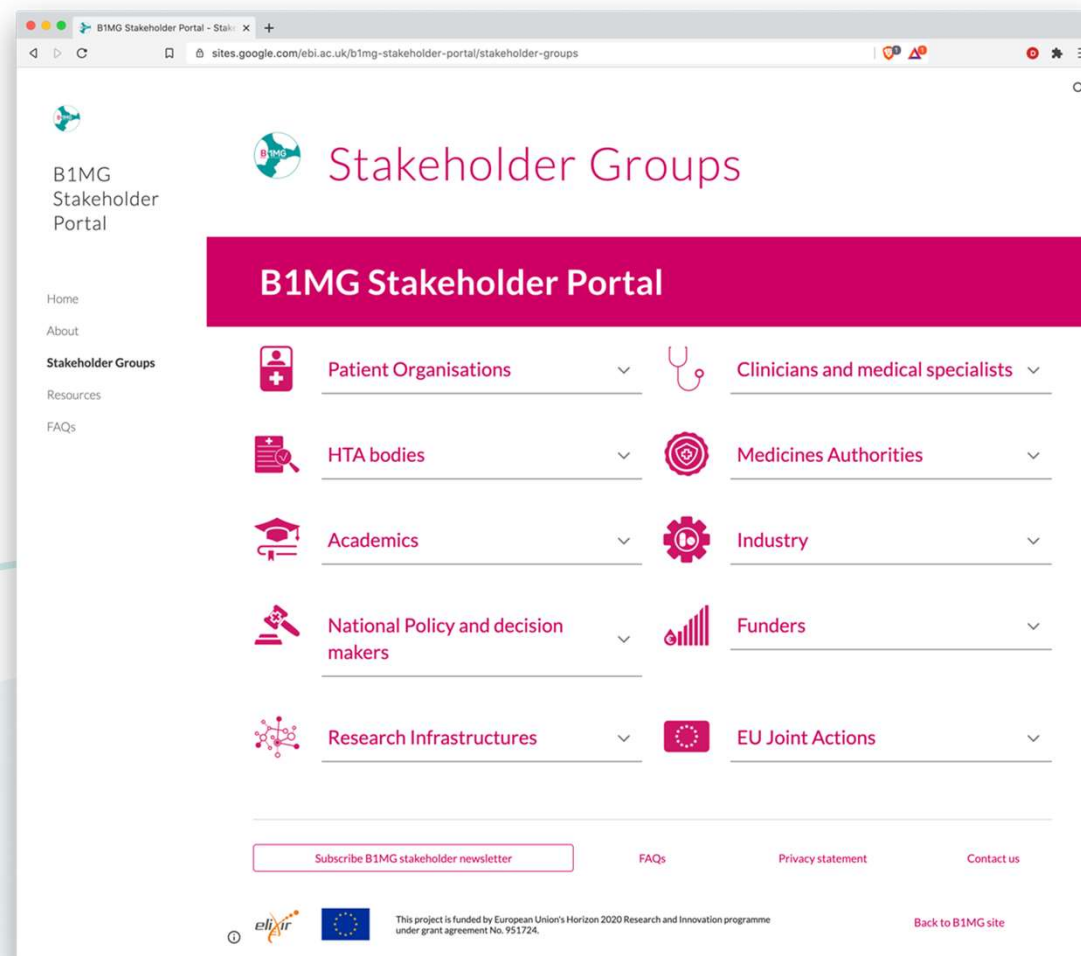 B1MG Stakeholder Portal - Stak
sites.google.com/ebi.ac.uk/b1mg-stakeholder-portal/stakeholder-groups
B1MG
B1MG
Stakeholder
Portal
Home
About
Stakeholder Groups
Resources
FAQs
B1MG
Stakeholder Groups
B1MG Stakeholder Portal
Patient Organisations
Clinicians and medical specialists
HTA bodies
Medicines Authorities
Academics
Industry
National Policy and decision
makers
Funders
Research Infrastructures
EU Joint Actions
Subscribe B1MG stakeholder newsletter
FAQs
Privacy statement
Contact us
elixir
This project is funded by European Union's Horizon 2020 Research and Innovation programme
under grant agreement No. 951724.
Back to B1MG site